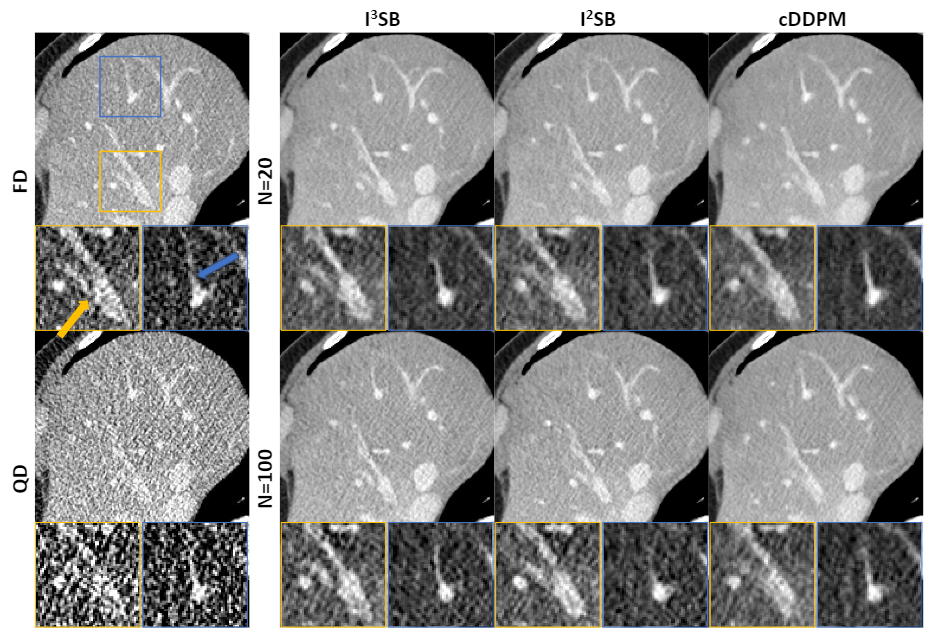 I³SB
I²SB
cDDPM
FD
N=20
QD
N=100